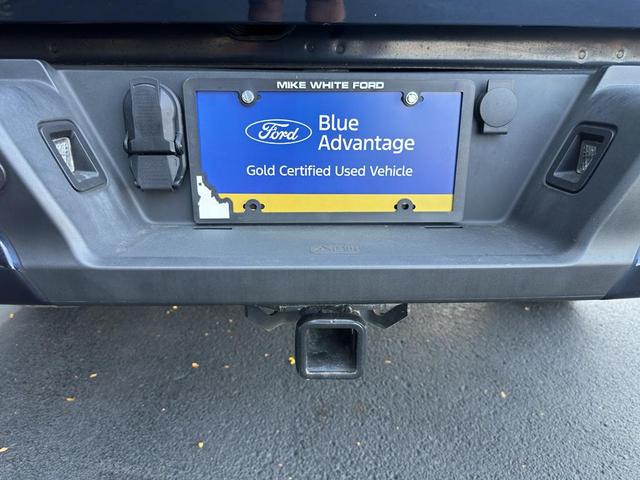 MIKE WHITE FORD
Ford
Blue
Advantage
Gold Certified Used Vehicle